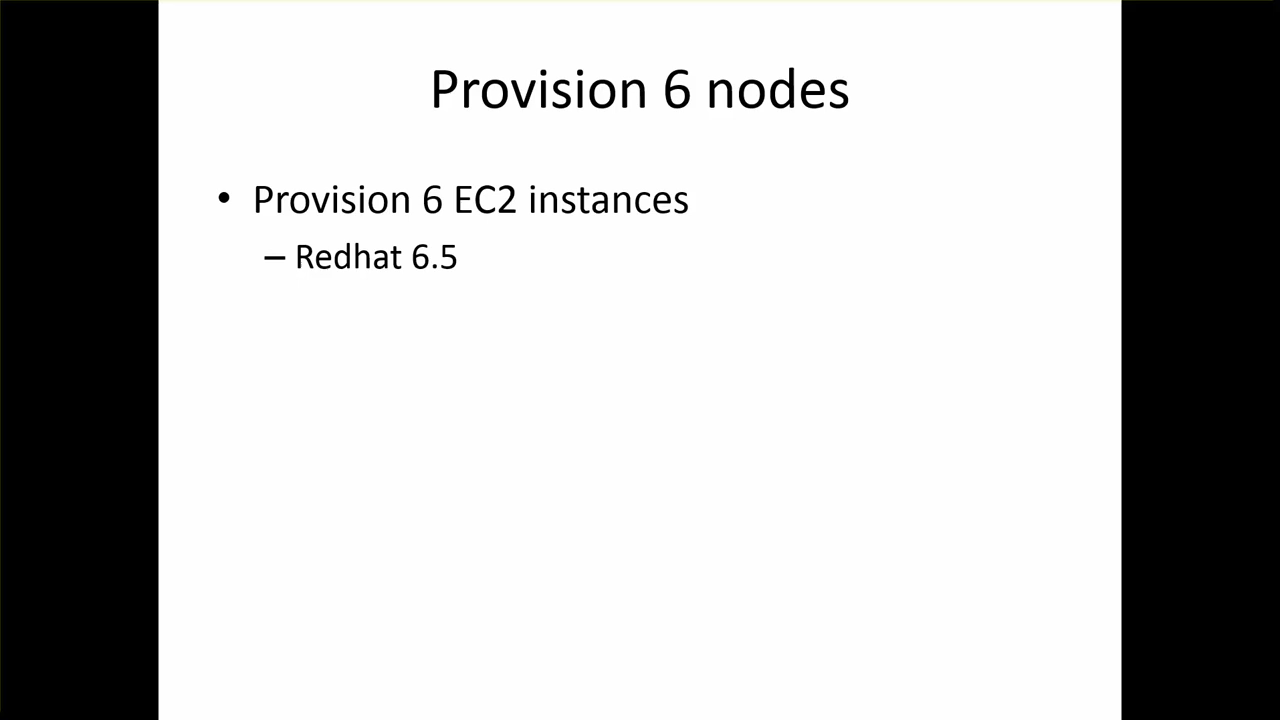 Provision 6 nodes
• Provision 6 EC2 instances
– Redhat 6.5